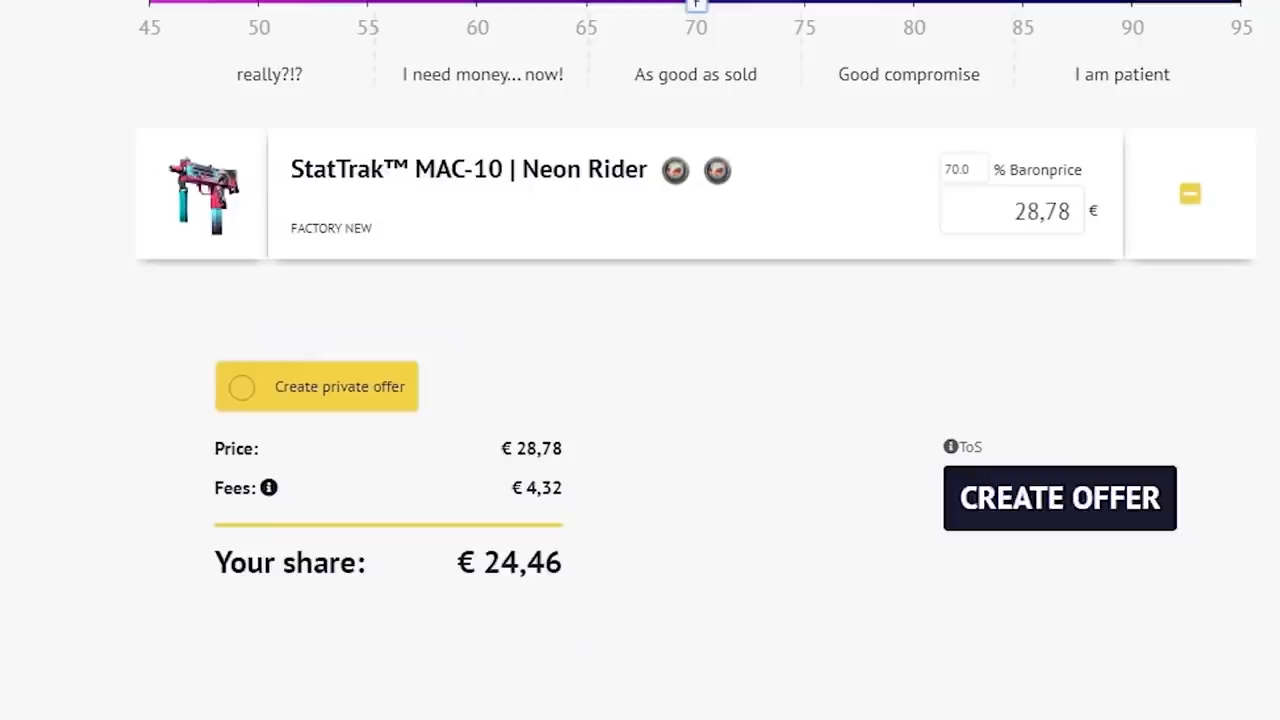 45 50 55 60 65 70 75 80 85 90 95
really?!? I need money... now! As good as sold Good compromise I am patient
StatTrak™ MAC-10 | Neon Rider
70.0 % Baronprice
28,78 €
FACTORY NEW
Create private offer
Price: € 28,78
ToS
Fees: € 4,32
CREATE OFFER
Your share: € 24,46